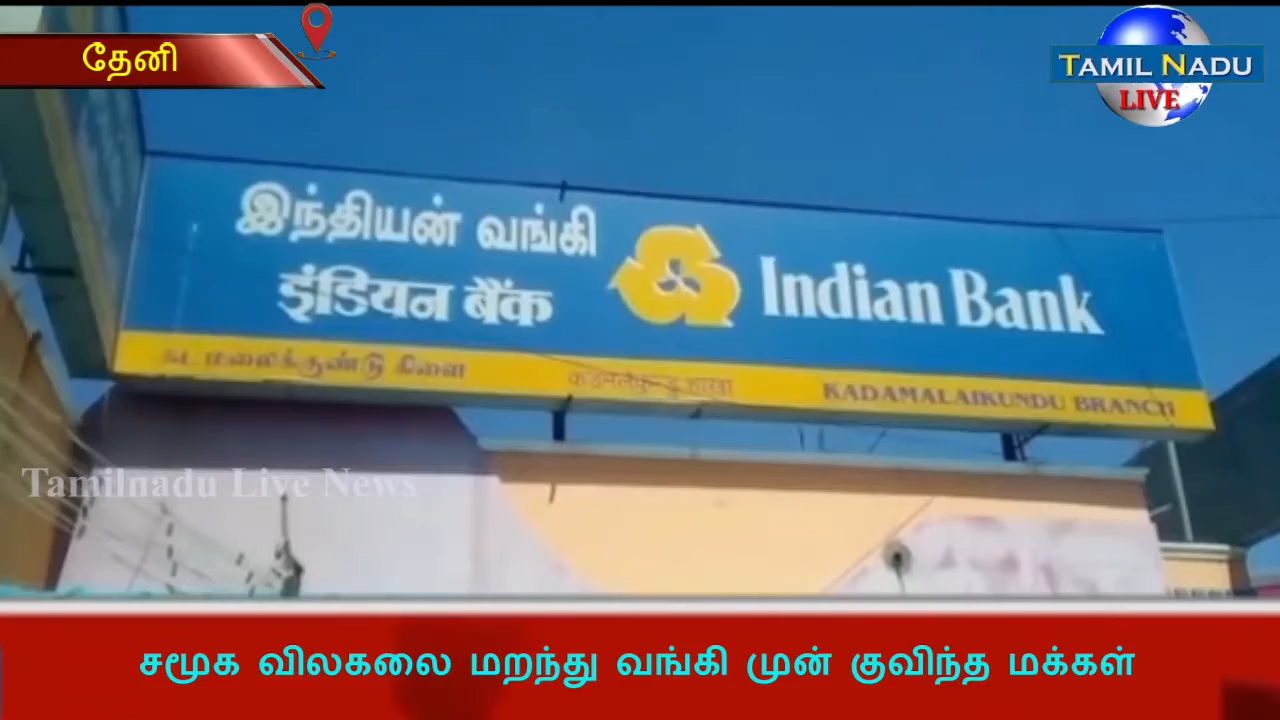 தேனி
TAMIL NADU
LIVE
இந்தியன் வங்கி
इंडियन बैंक
Indian Bank
கடமலைக்குண்டு கிளை
KADAMALAIKUNDU BRANCH
Tamilnadu Live News
சமூக விலகலை மறந்து வங்கி முன் குவிந்த மக்கள்